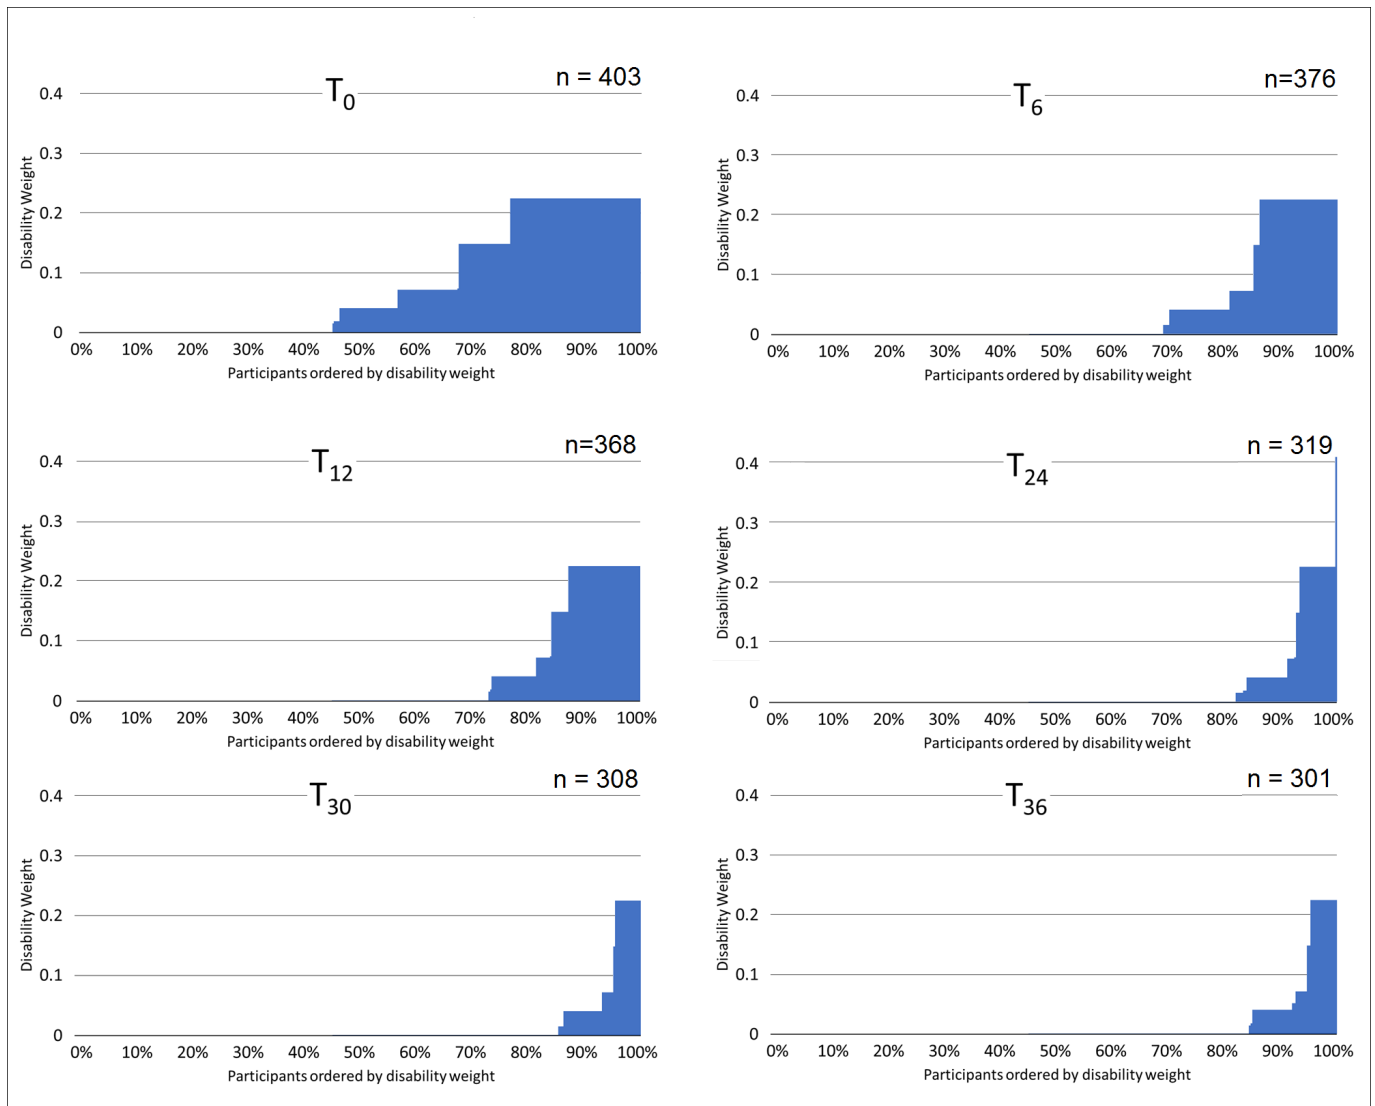 T0
n = 403
0.4
0.3
0.2
0.1
0
Disability Weight
0% 10% 20% 30% 40% 50% 60% 70% 80% 90% 100%
Participants ordered by disability weight
T6
n=376
0.4
0.3
0.2
0.1
0
Disability Weight
0% 10% 20% 30% 40% 50% 60% 70% 80% 90% 100%
Participants ordered by disability weight
T12
n=368
0.4
0.3
0.2
0.1
0
Disability Weight
0% 10% 20% 30% 40% 50% 60% 70% 80% 90% 100%
Participants ordered by disability weight
T24
n = 319
0.4
0.3
0.2
0.1
0
Disability Weight
0% 10% 20% 30% 40% 50% 60% 70% 80% 90% 100%
Participants ordered by disability weight
T30
n = 308
0.4
0.3
0.2
0.1
0
Disability Weight
0% 10% 20% 30% 40% 50% 60% 70% 80% 90% 100%
Participants ordered by disability weight
T36
n = 301
0.4
0.3
0.2
0.1
0
Disability Weight
0% 10% 20% 30% 40% 50% 60% 70% 80% 90% 100%
Participants ordered by disability weight